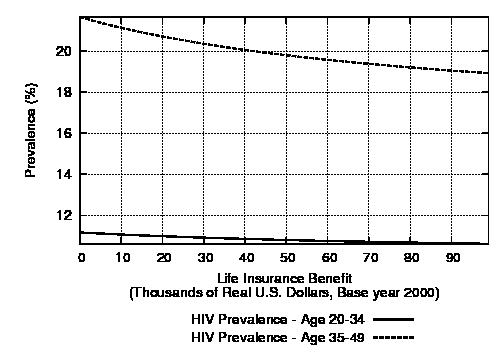 Prevalence (%)
20
18
16
14
12
0 10 20 30 40 50 60 70 80 90
Life Insurance Benefit
(Thousands of Real U.S. Dollars, Base year 2000)
HIV Prevalence - Age 20-34
HIV Prevalence - Age 35-49